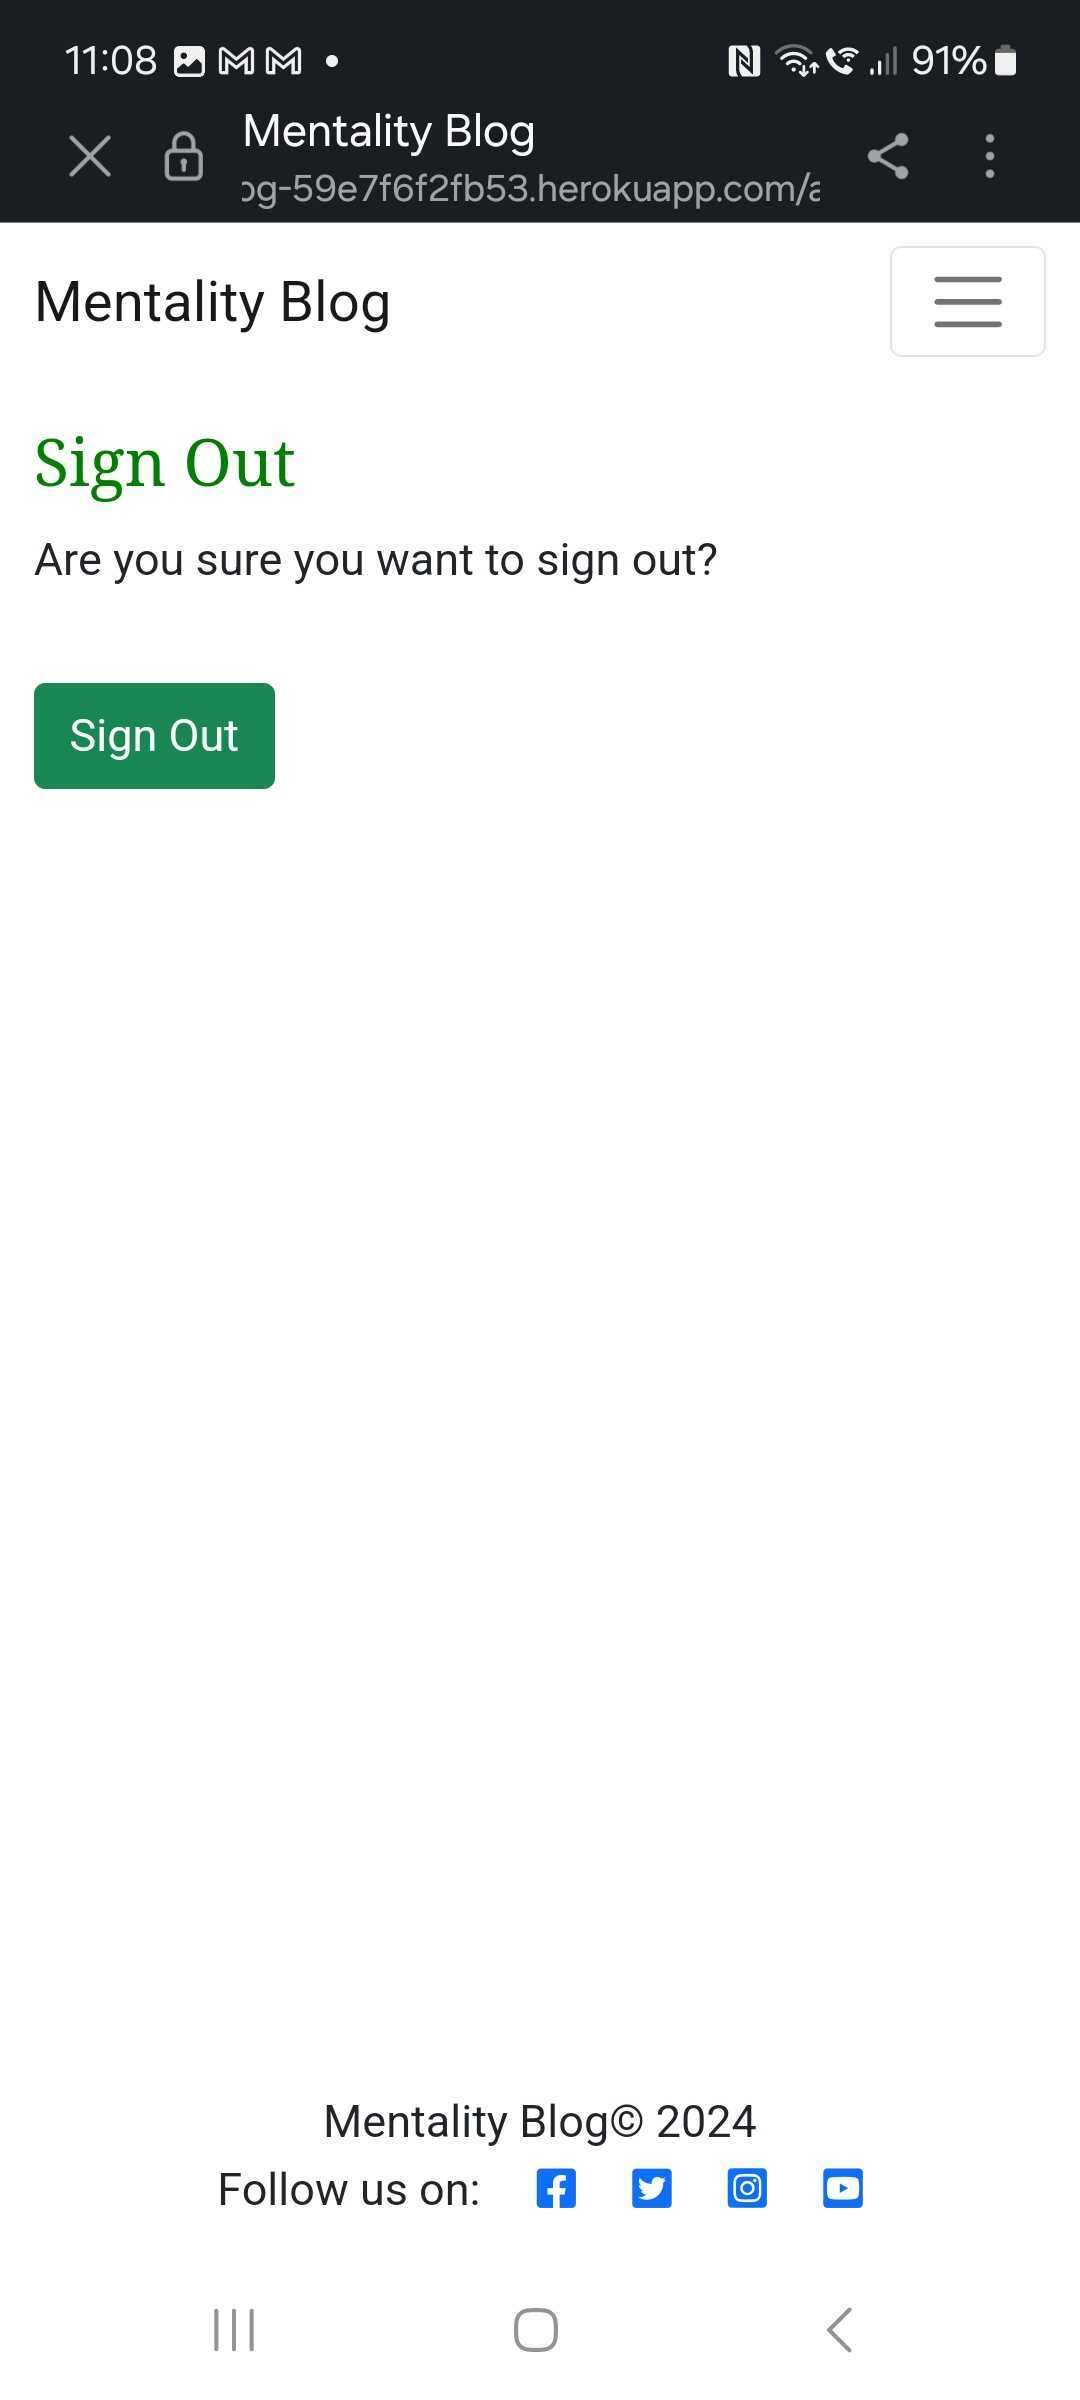 11:08 91%
Mentality Blog
og-59e7f6f2fb53.herokuapp.com/a
Mentality Blog
Sign Out
Are you sure you want to sign out?
Sign Out
Mentality Blog© 2024
Follow us on: